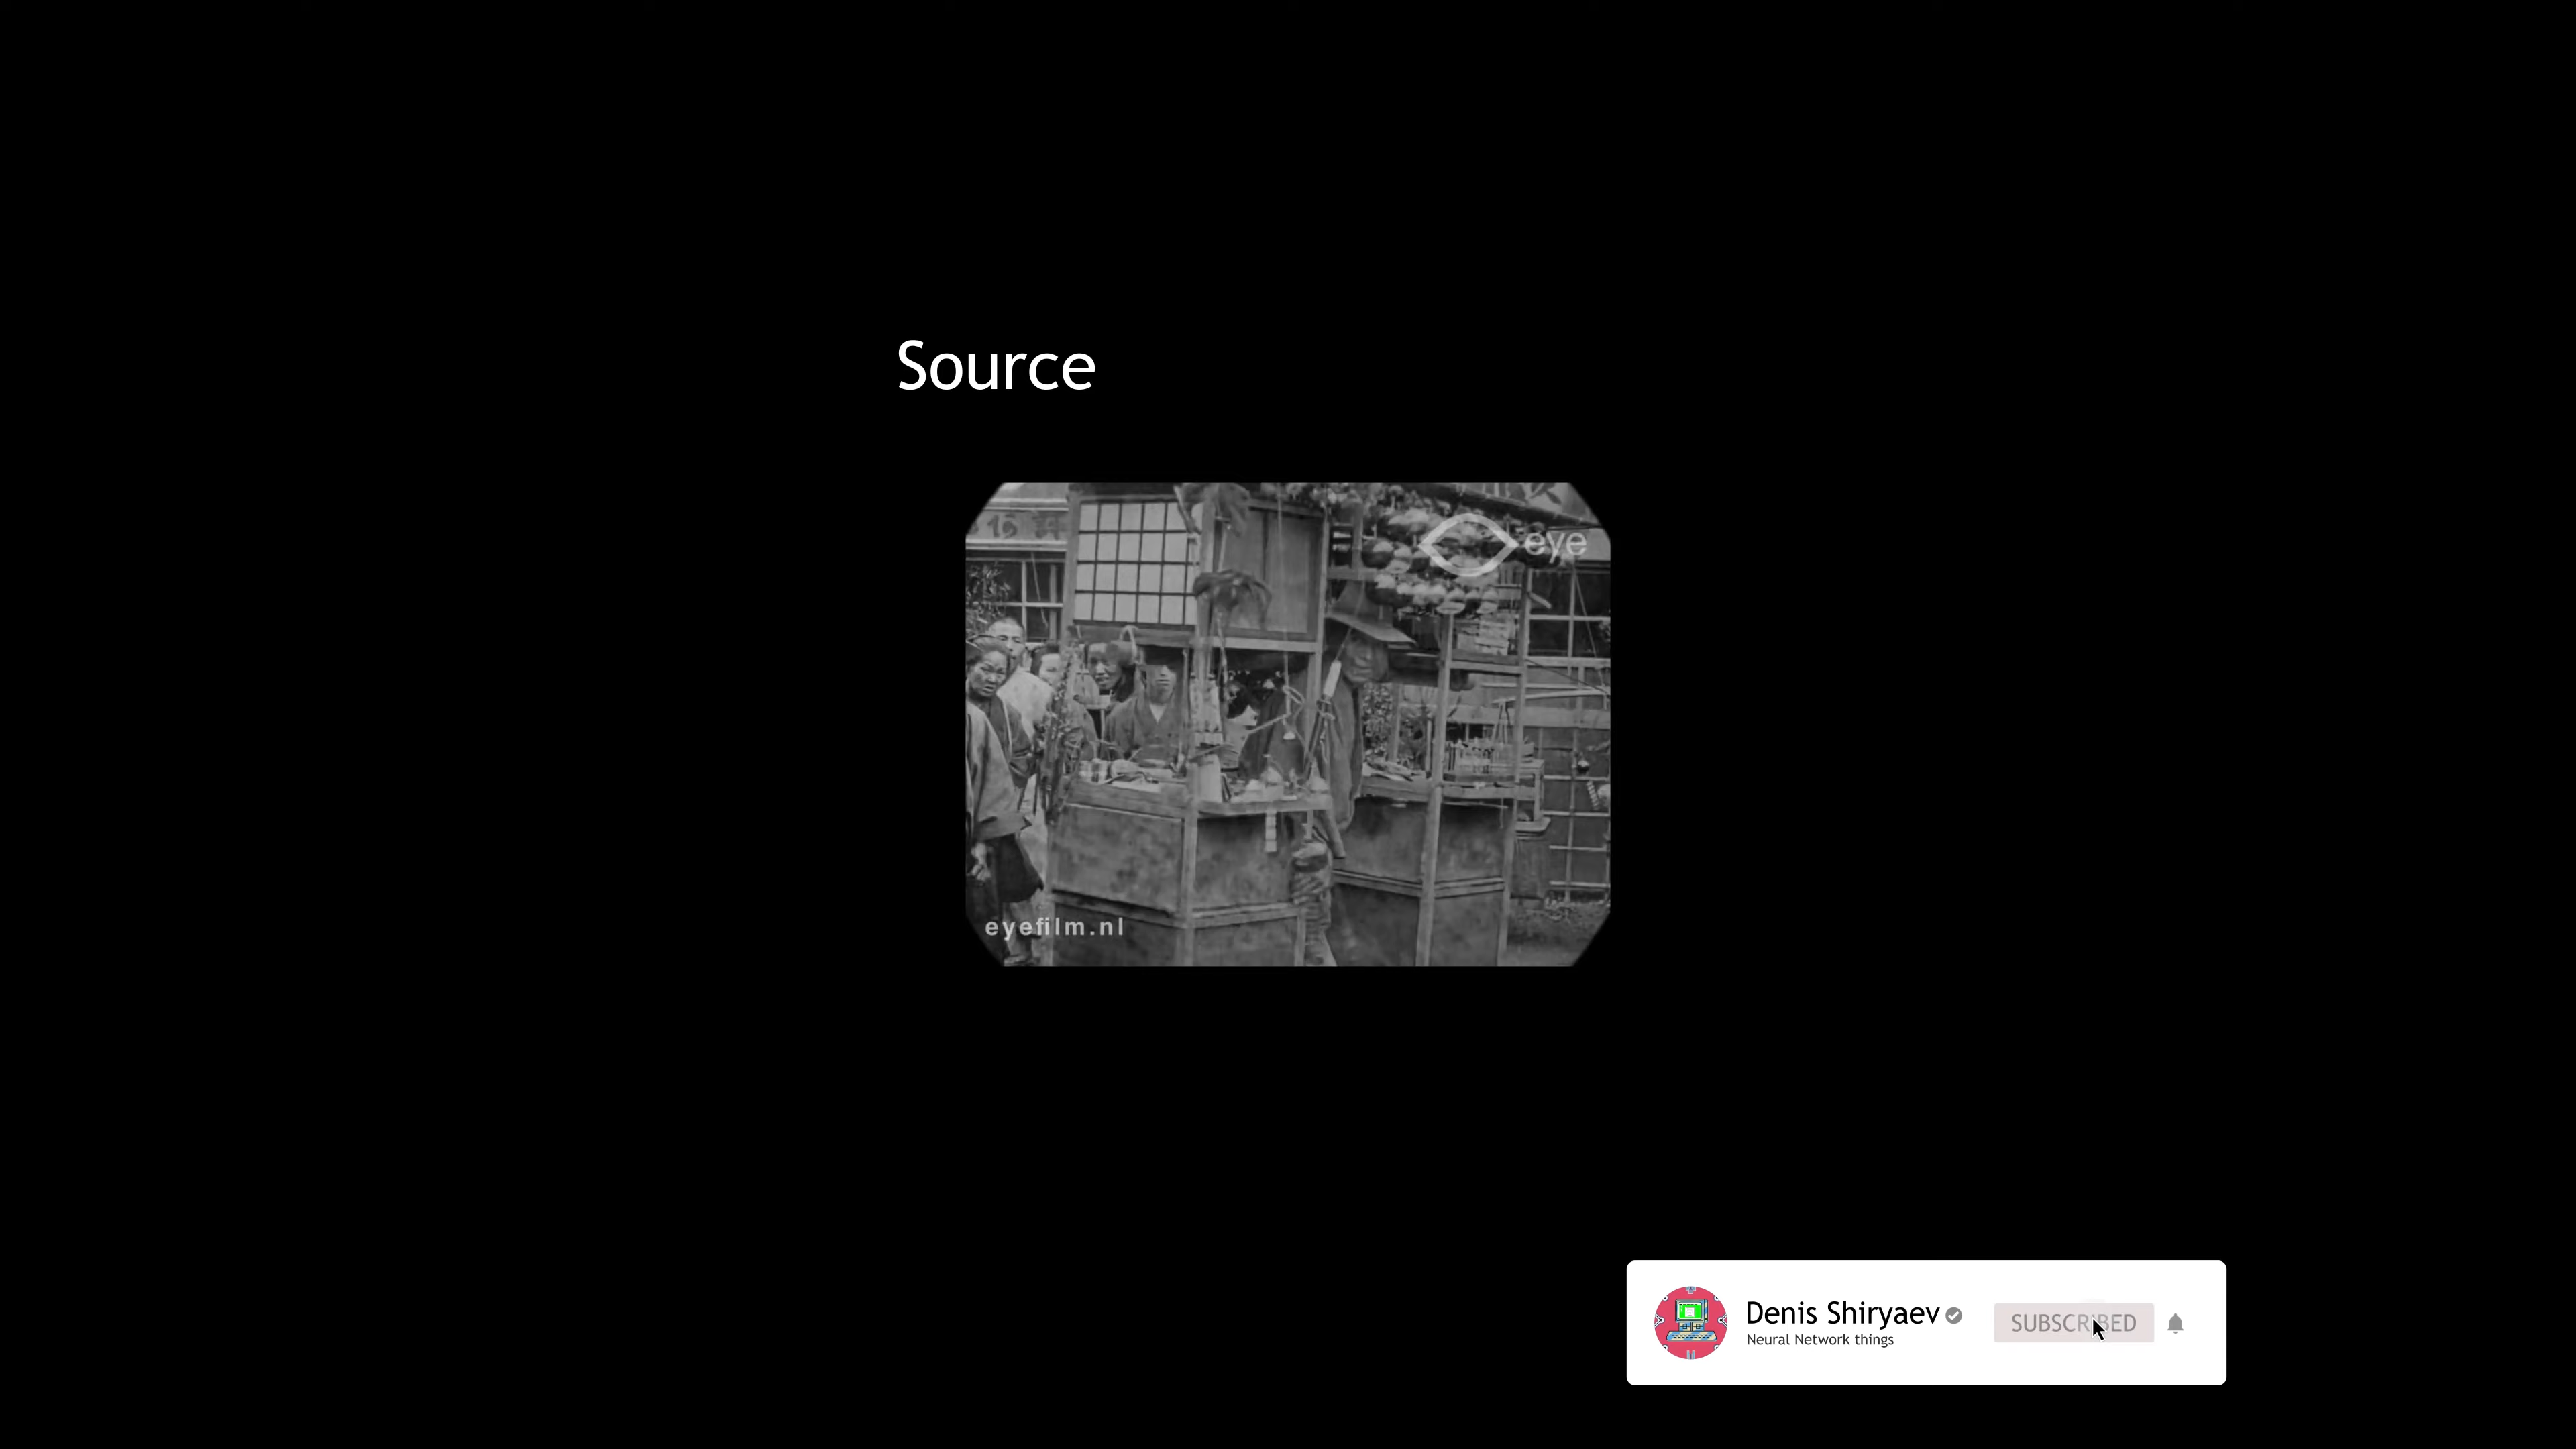 Source
eye
eyefilm.nl
Denis Shiryaev
Neural Network things
SUBSCRIBED